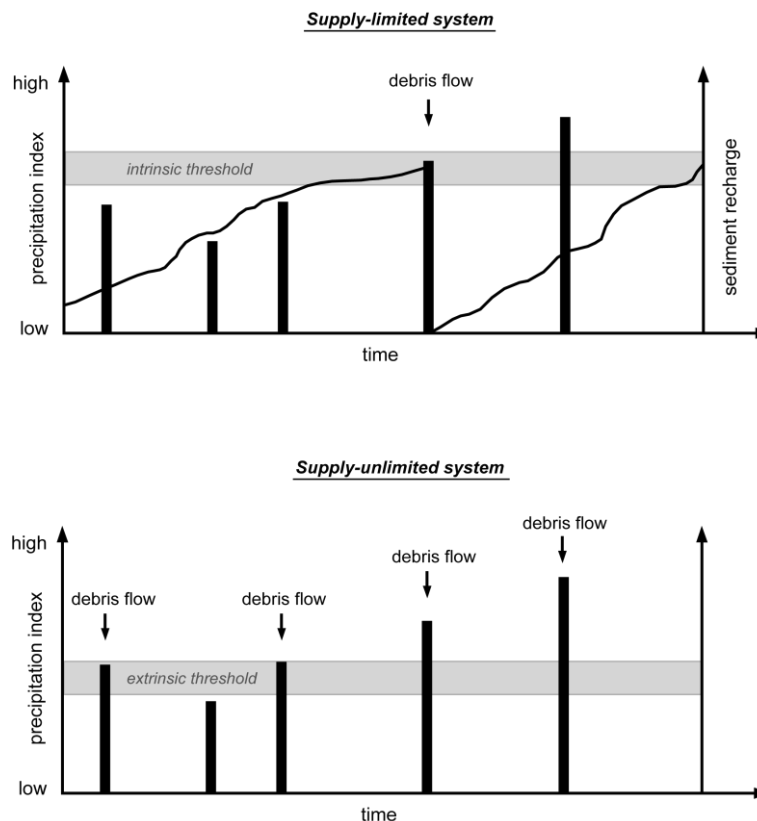 Supply-limited system
high
debris flow
intrinsic threshold
precipitation index
sediment recharge
low
time
Supply-unlimited system
debris flow
high
debris flow
debris flow
debris flow
precipitation index
extrinsic threshold
low
time